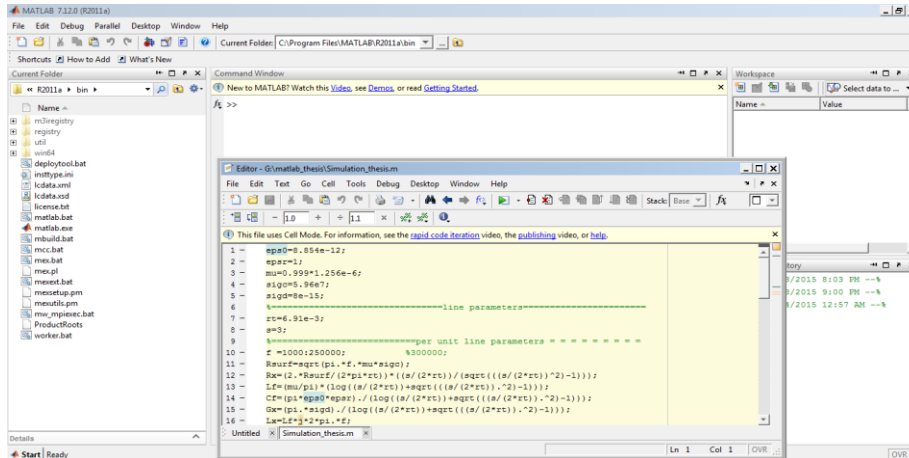 MATLAB 7.12.0 (R2011a)
File Edit Debug Parallel Desktop Window Help
Current Folder: C:\Program Files\MATLAB\R2011a\bin
Shortcuts How to Add What's New
Current Folder
« R2011a ▸ bin ▸
Name
m3iregistry
registry
util
win64
deploytool.bat
insttype.ini
lcdata.xml
lcdata.xsd
license.txt
matlab.bat
matlab.exe
mbuild.bat
mcc.bat
mex.bat
mex.pl
mexext.bat
mexsetup.pm
mexutils.pm
mw_mpiexec.bat
ProductRoots
worker.bat
Details
Start Ready
Command Window
New to MATLAB? Watch this Video, see Demos, or read Getting Started.
fx >>
Workspace
Select data to ...
Name Value
Editor - G:\matlab_thesis\Simulation_thesis.m
File Edit Text Go Cell Tools Debug Desktop Window Help
Stack: Base fx
- 1.0 + ÷ 1.1 ×
This file uses Cell Mode. For information, see the rapid code iteration video, the publishing video, or help.
1 - eps0=8.854e-12;
2 - epsr=1;
3 - mu=0.999*1.256e-6;
4 - sigc=5.96e7;
5 - sigd=8e-15;
6 %==============================line parameters======================
7 - rt=6.91e-3;
8 - s=3;
9 %=========================per unit line parameters = = = = = = = = =
10 - f =1000:250000; %300000;
11 - Rsurf=sqrt(pi.*f.*mu*sigc);
12 - Rx=(2.*Rsurf/(2*pi*rt))*((s/(2*rt))/(sqrt(((s/(2*rt))^2)-1)));
13 - Lf=(mu/pi)*(log((s/(2*rt))+sqrt(((s/(2*rt)).^2)-1)));
14 - Cf=(pi*eps0*epsr)./(log((s/(2*rt))+sqrt(((s/(2*rt)).^2)-1)));
15 - Gx=(pi.*sigd)./(log((s/(2*rt))+sqrt(((s/(2*rt)).^2)-1)));
16 - Lx=Lf*j*2*pi.*f;
Untitled × Simulation_thesis.m ×
Ln 1 Col 1 OVR
tory
/2015 8:03 PM --%
/2015 9:00 PM --%
/2015 12:57 AM --%
OVR